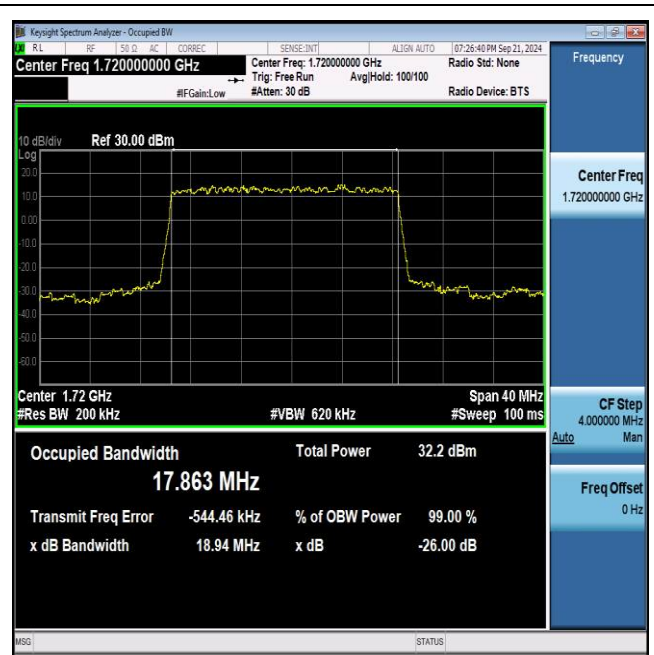 Keysight Spectrum Analyzer - Occupied BW
LXI RL RF 50 Ω AC CORREC SENSE:INT ALIGN AUTO 07:26:40 PM Sep 21, 2024
Center Freq 1.720000000 GHz
Center Freq: 1.720000000 GHz
Radio Std: None
Trig: Free Run Avg|Hold: 100/100
#IFGain:Low #Atten: 30 dB Radio Device: BTS
10 dB/div Ref 30.00 dBm
Log
20.0
10.0
0.00
-10.0
-20.0
-30.0
-40.0
-50.0
-60.0
Center 1.72 GHz Span 40 MHz
#Res BW 200 kHz #VBW 620 kHz #Sweep 100 ms
Occupied Bandwidth Total Power 32.2 dBm
17.863 MHz
Transmit Freq Error -544.46 kHz % of OBW Power 99.00 %
x dB Bandwidth 18.94 MHz x dB -26.00 dB
MSG STATUS
Frequency
Center Freq
1.720000000 GHz
CF Step
4.000000 MHz
Auto Man
Freq Offset
0 Hz